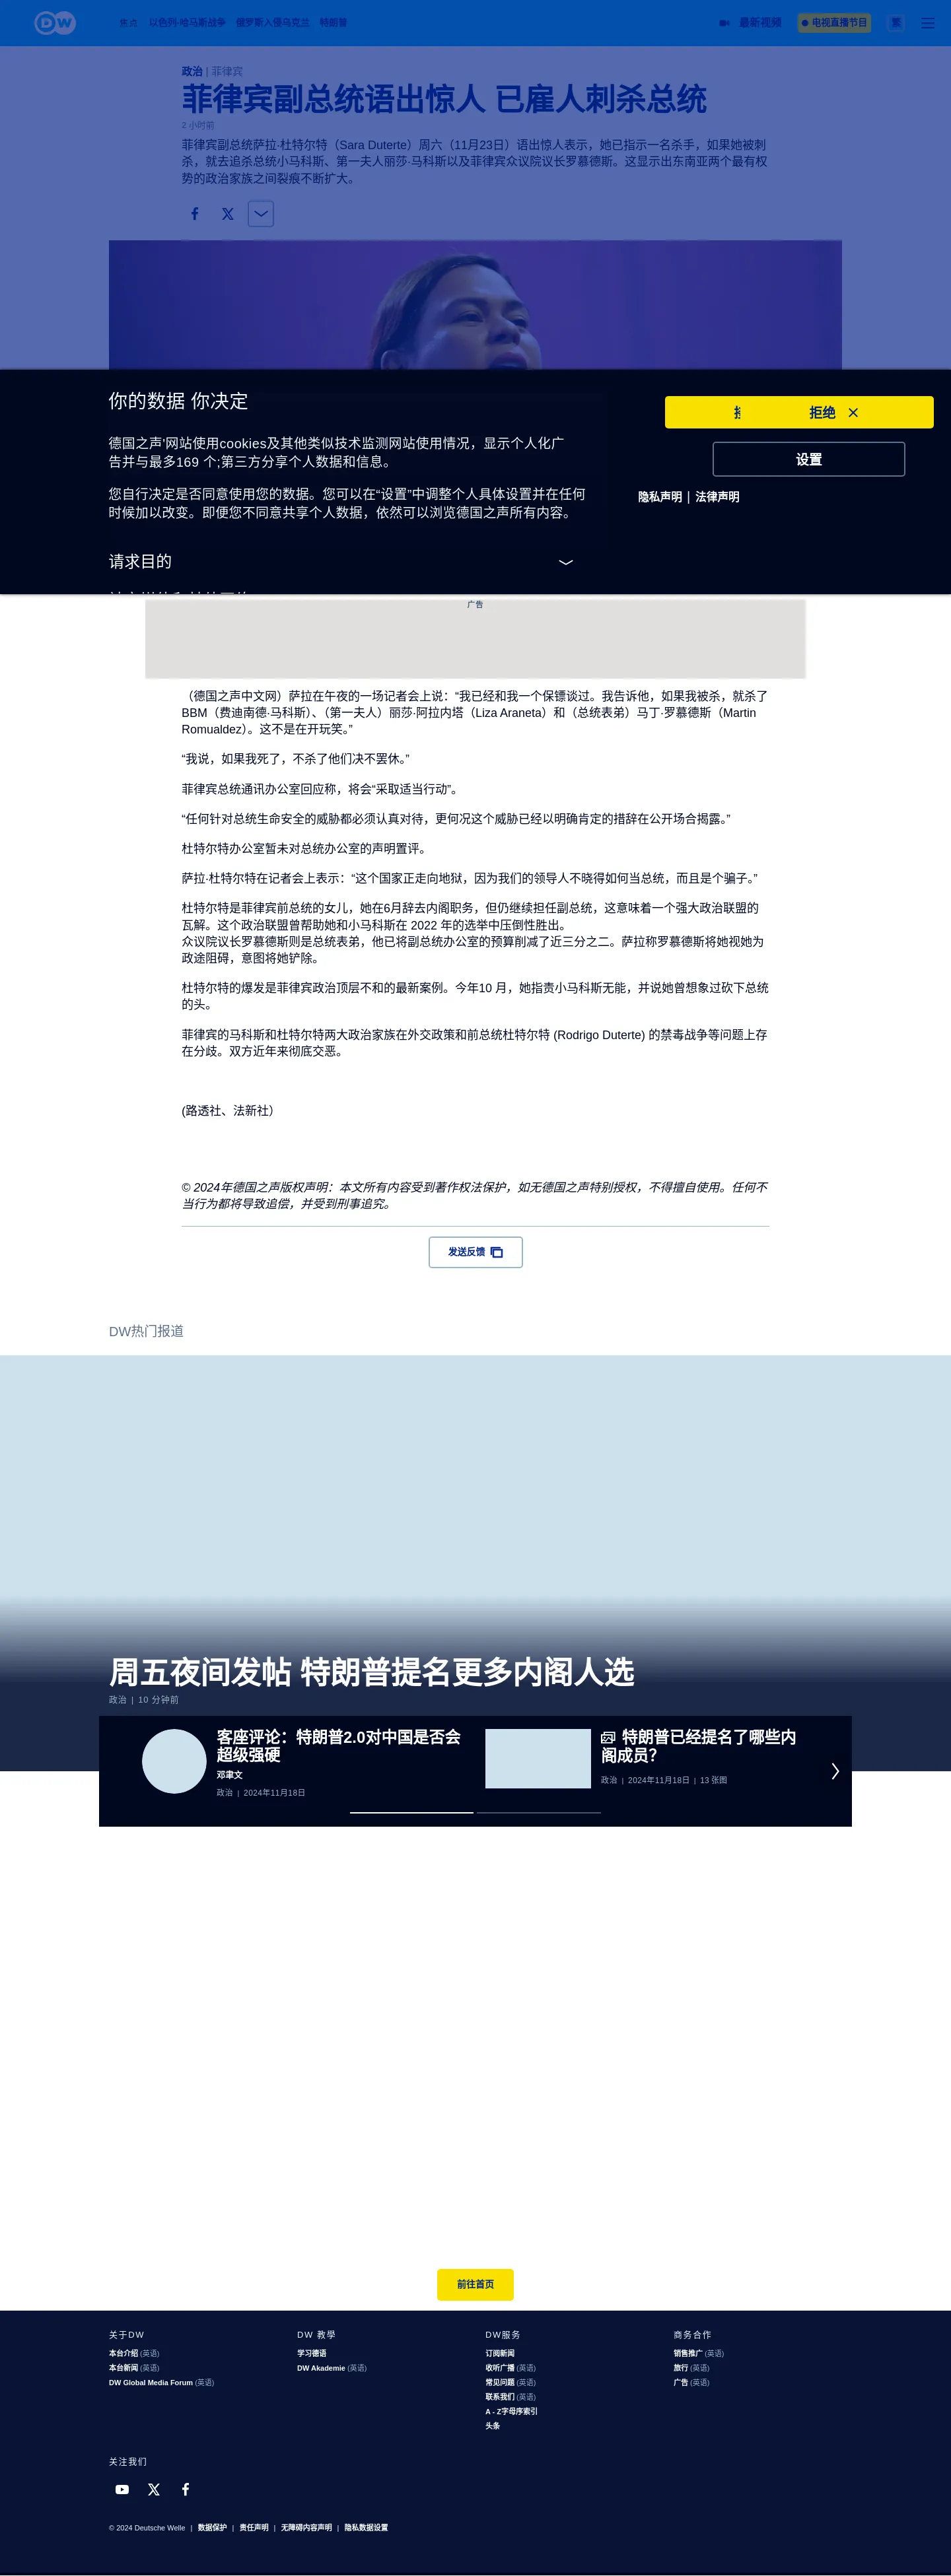 DW
焦点 以色列-哈马斯战争 俄罗斯入侵乌克兰 特朗普
最新视频
电视直播节目
繁
政治 | 菲律宾
菲律宾副总统语出惊人 已雇人刺杀总统
2 小时前
菲律宾副总统萨拉·杜特尔特（Sara Duterte）周六（11月23日）语出惊人表示，她已指示一名杀手，如果她被刺
杀，就去追杀总统小马科斯、第一夫人丽莎·马科斯以及菲律宾众议院议长罗慕德斯。这显示出东南亚两个最有权
势的政治家族之间裂痕不断扩大。
你的数据 你决定
德国之声'网站使用cookies及其他类似技术监测网站使用情况，显示个人化广
告并与最多169 个;第三方分享个人数据和信息。
您自行决定是否同意使用您的数据。您可以在“设置”中调整个人具体设置并在任何
时候加以改变。即便您不同意共享个人数据，依然可以浏览德国之声所有内容。
请求目的
拒绝
设置
隐私声明 | 法律声明
广告
（德国之声中文网）萨拉在午夜的一场记者会上说：“我已经和我一个保镖谈过。我告诉他，如果我被杀，就杀了
BBM（费迪南德·马科斯）、（第一夫人）丽莎·阿拉内塔（Liza Araneta）和（总统表弟）马丁·罗慕德斯（Martin
Romualdez）。这不是在开玩笑。”
“我说，如果我死了，不杀了他们决不罢休。”
菲律宾总统通讯办公室回应称，将会“采取适当行动”。
“任何针对总统生命安全的威胁都必须认真对待，更何况这个威胁已经以明确肯定的措辞在公开场合揭露。”
杜特尔特办公室暂未对总统办公室的声明置评。
萨拉·杜特尔特在记者会上表示：“这个国家正走向地狱，因为我们的领导人不晓得如何当总统，而且是个骗子。”
杜特尔特是菲律宾前总统的女儿，她在6月辞去内阁职务，但仍继续担任副总统，这意味着一个强大政治联盟的
瓦解。这个政治联盟曾帮助她和小马科斯在 2022 年的选举中压倒性胜出。
众议院议长罗慕德斯则是总统表弟，他已将副总统办公室的预算削减了近三分之二。萨拉称罗慕德斯将她视她为
政途阻碍，意图将她铲除。
杜特尔特的爆发是菲律宾政治顶层不和的最新案例。今年10 月，她指责小马科斯无能，并说她曾想象过砍下总统
的头。
菲律宾的马科斯和杜特尔特两大政治家族在外交政策和前总统杜特尔特 (Rodrigo Duterte) 的禁毒战争等问题上存
在分歧。双方近年来彻底交恶。
(路透社、法新社）
© 2024年德国之声版权声明：本文所有内容受到著作权法保护，如无德国之声特别授权，不得擅自使用。任何不
当行为都将导致追偿，并受到刑事追究。
发送反馈
DW热门报道
周五夜间发帖 特朗普提名更多内阁人选
政治 | 10 分钟前
客座评论：特朗普2.0对中国是否会
超级强硬
邓聿文
政治 | 2024年11月18日
特朗普已经提名了哪些内
阁成员？
政治 | 2024年11月18日 | 13 张图
前往首页
关于DW
本台介绍 (英语)
本台新闻 (英语)
DW Global Media Forum (英语)
DW 教學
学习德语
DW Akademie (英语)
DW服务
订阅新闻
收听广播 (英语)
常见问题 (英语)
联系我们 (英语)
A - Z字母序索引
头条
商务合作
销售推广 (英语)
旅行 (英语)
广告 (英语)
关注我们
© 2024 Deutsche Welle | 数据保护 | 责任声明 | 无障碍内容声明 | 隐私数据设置